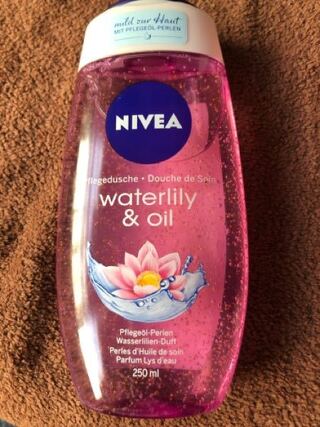 mild zur Haut
MIT PFLEGEÖL-PERLEN
NIVEA
Pflegedusche • Douche de Soin
waterlily
& oil
Pflegeöl-Perlen
Wasserlilien-Duft
Perles d'Huile de soin
Parfum Lys d'eau
250 ml